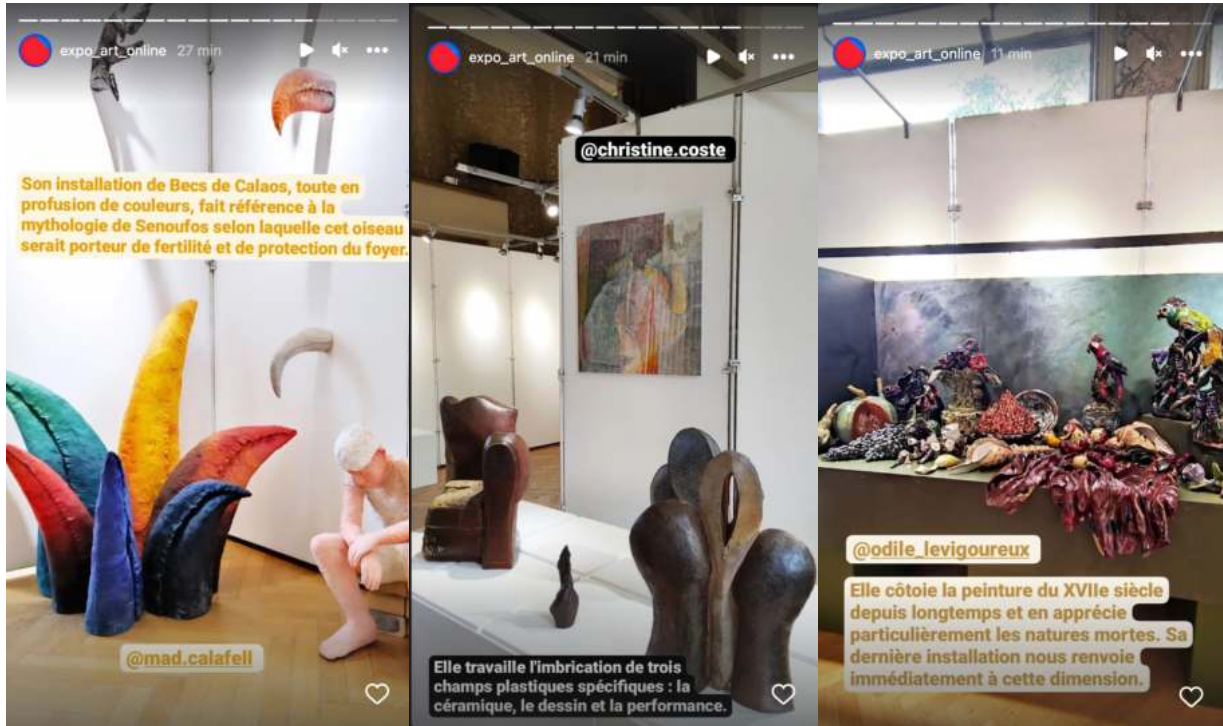 expo_art_online 27 min
Son installation de Becs de Calaos, toute en
profusion de couleurs, fait référence à la
mythologie de Senoufos selon laquelle cet oiseau
serait porteur de fertilité et de protection du foyer.
@mad.calafell
expo_art_online 21 min
@christine.coste
Elle travaille l'imbrication de trois
champs plastiques spécifiques : la
céramique, le dessin et la performance.
expo_art_online 11 min
@odile_levigoureux
Elle côtoie la peinture du XVIIe siècle
depuis longtemps et en apprécie
particulièrement les natures mortes. Sa
dernière installation nous renvoie
immédiatement à cette dimension.